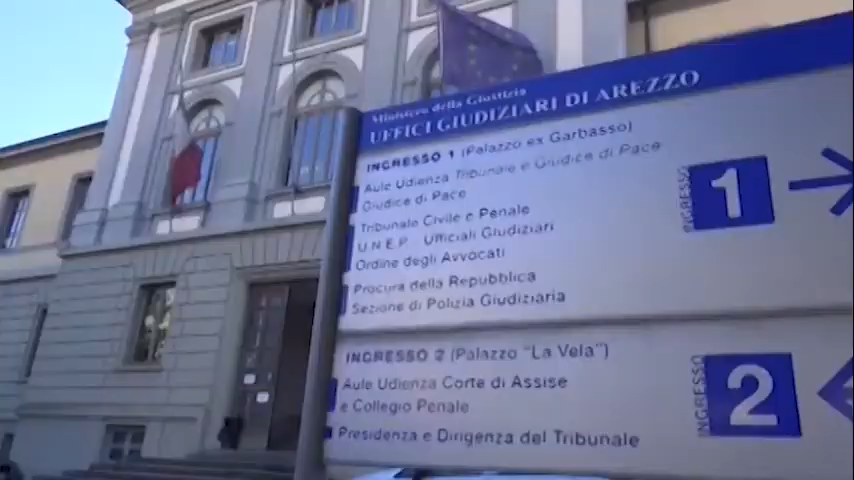 Ministero della Giustizia
UFFICI GIUDIZIARI DI AREZZO
INGRESSO 1 (Palazzo ex Garbasso)
Aule Udienza Tribunale e Giudice di Pace
Giudice di Pace
Tribunale Civile e Penale
U.N.E.P. Ufficiali Giudiziari
Ordine degli Avvocati
Procura della Repubblica
Sezione di Polizia Giudiziaria
INGRESSO 1
INGRESSO 2 (Palazzo "La Vela")
Aule Udienza Corte di Assise
e Collegio Penale
Presidenza e Dirigenza del Tribunale
INGRESSO 2